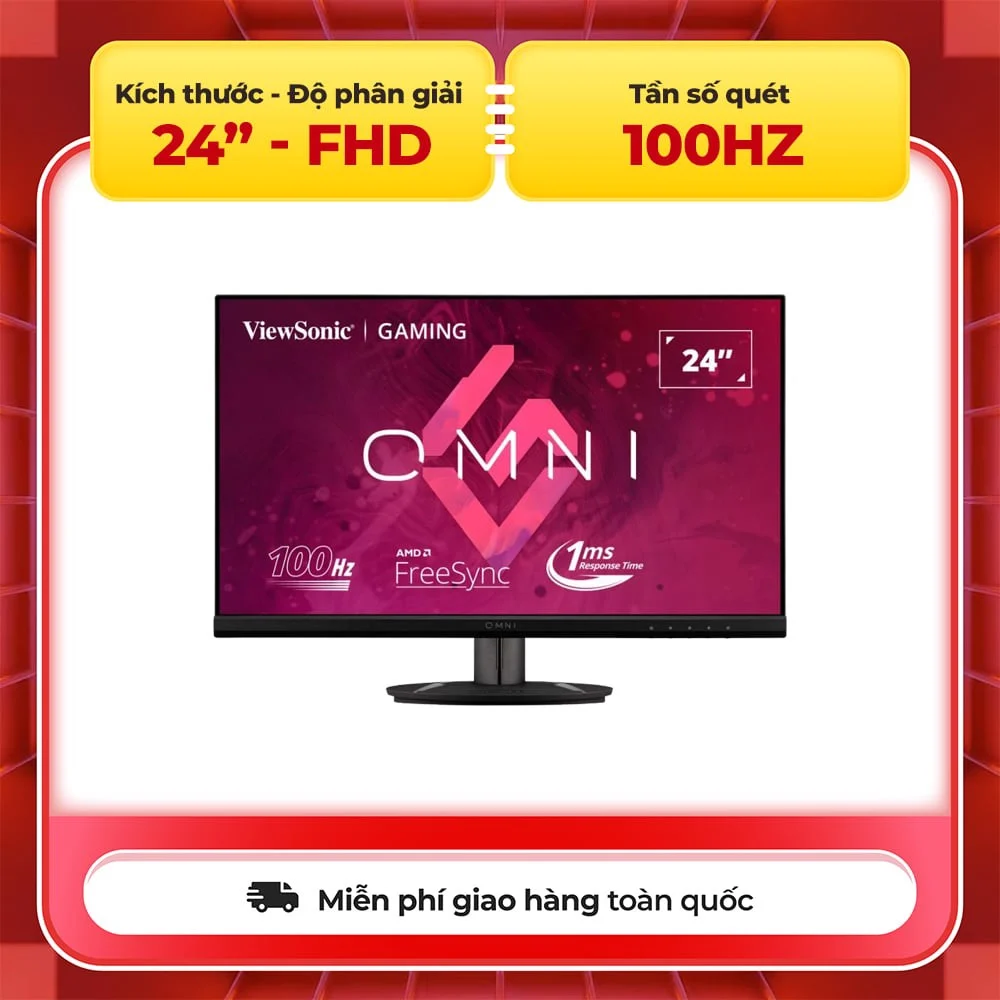 Kích thước - Độ phân giải
24” - FHD
Tần số quét
100HZ
ViewSonic® | GAMING
24”
OMNI
100Hz
AMD
FreeSync
1ms
Response Time
OMNI
Miễn phí giao hàng toàn quốc